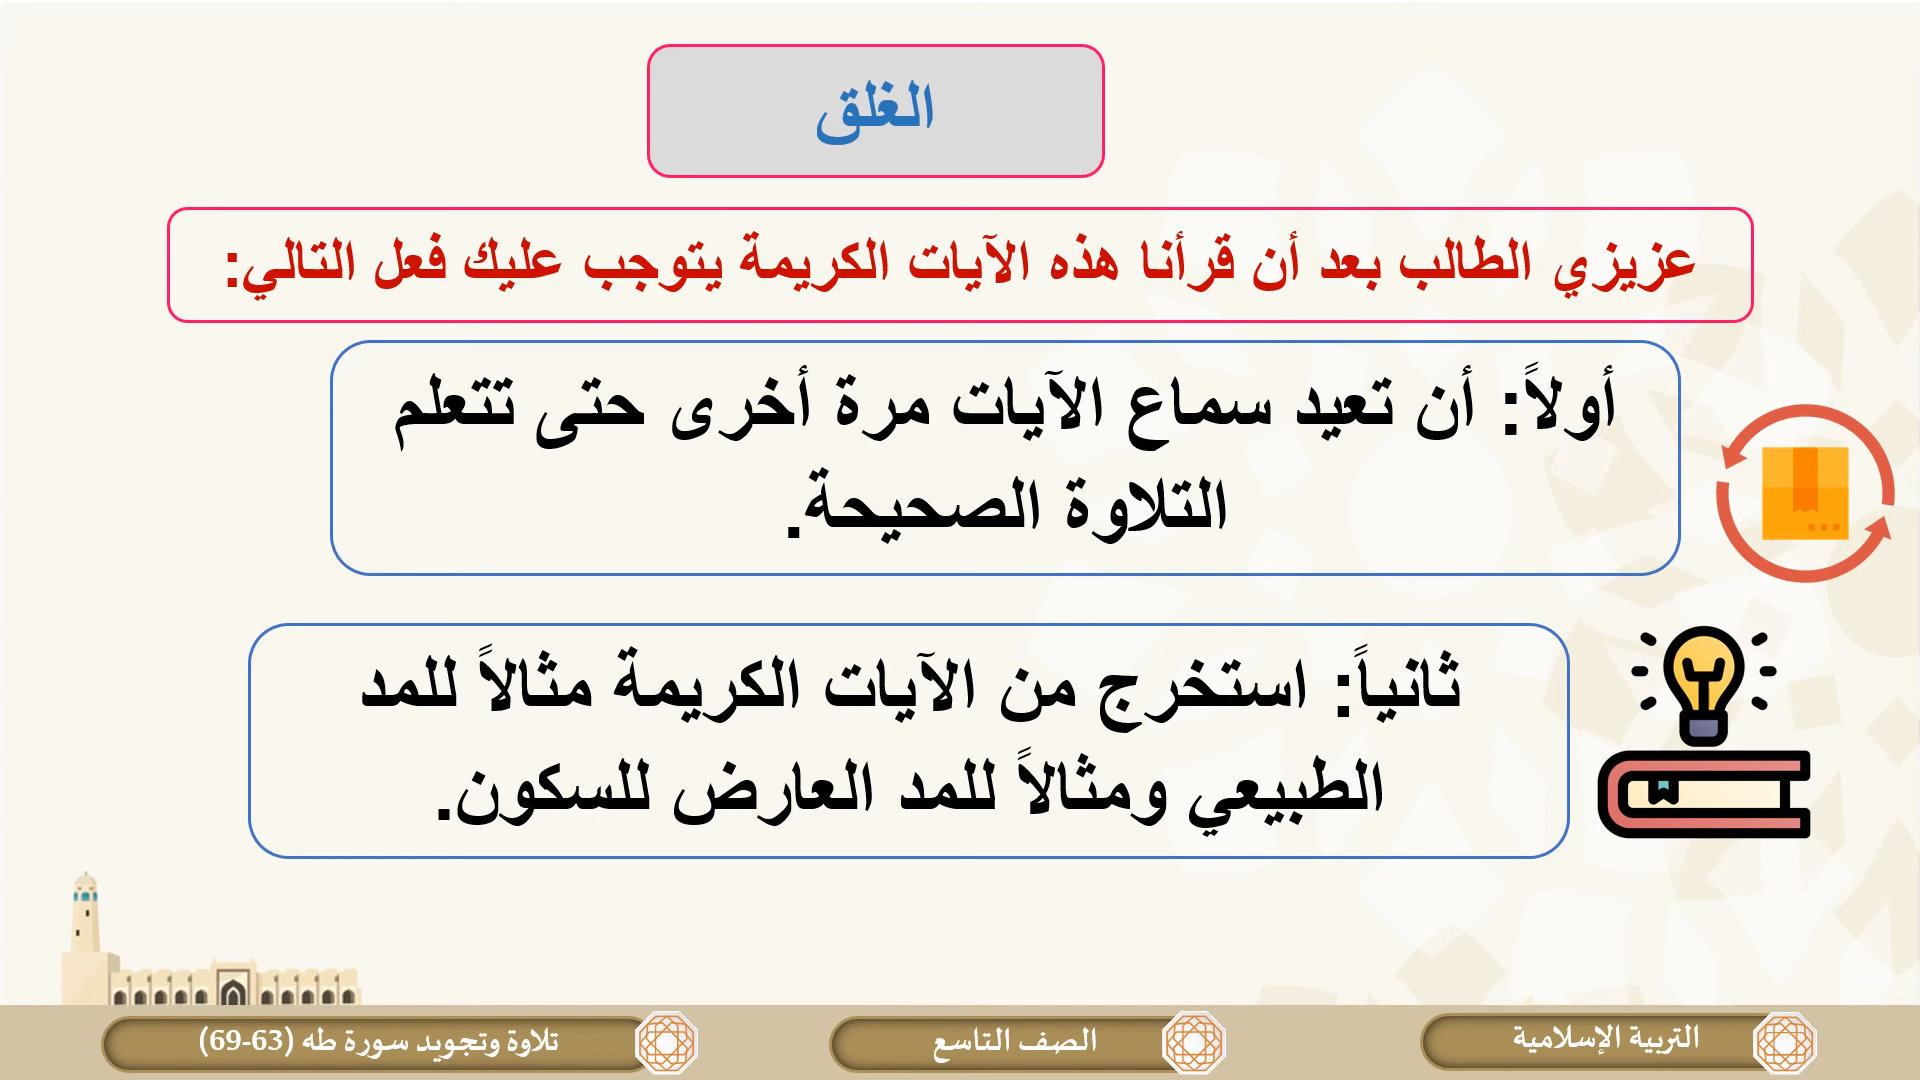 الغلق
عزيزي الطالب بعد أن قرأنا هذه الآيات الكريمة يتوجب عليك فعل التالي:
أولاً: أن تعيد سماع الآيات مرة أخرى حتى تتعلم
التلاوة الصحيحة.
ثانياً: استخرج من الآيات الكريمة مثالاً للمد
الطبيعي ومثالاً للمد العارض للسكون.
التربية الإسلامية
الصف التاسع
تلاوة وتجويد سورة طه (63-69)